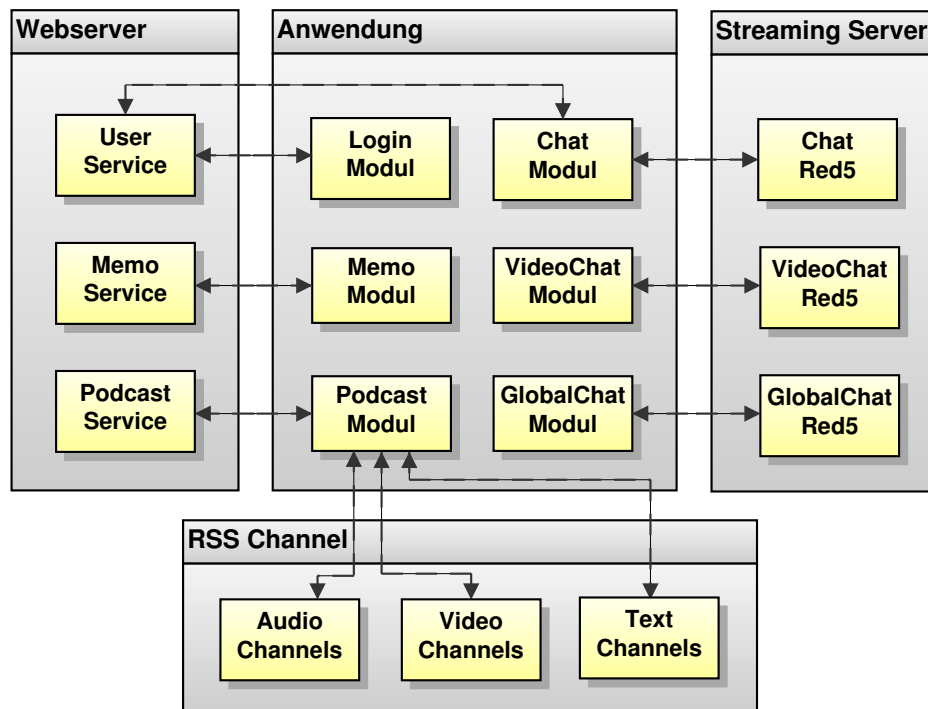 Webserver
Anwendung
Streaming Server
User
Service
Login
Modul
Chat
Modul
Chat
Red5
Memo
Service
Memo
Modul
VideoChat
Modul
VideoChat
Red5
Podcast
Service
Podcast
Modul
GlobalChat
Modul
GlobalChat
Red5
RSS Channel
Audio
Channels
Video
Channels
Text
Channels